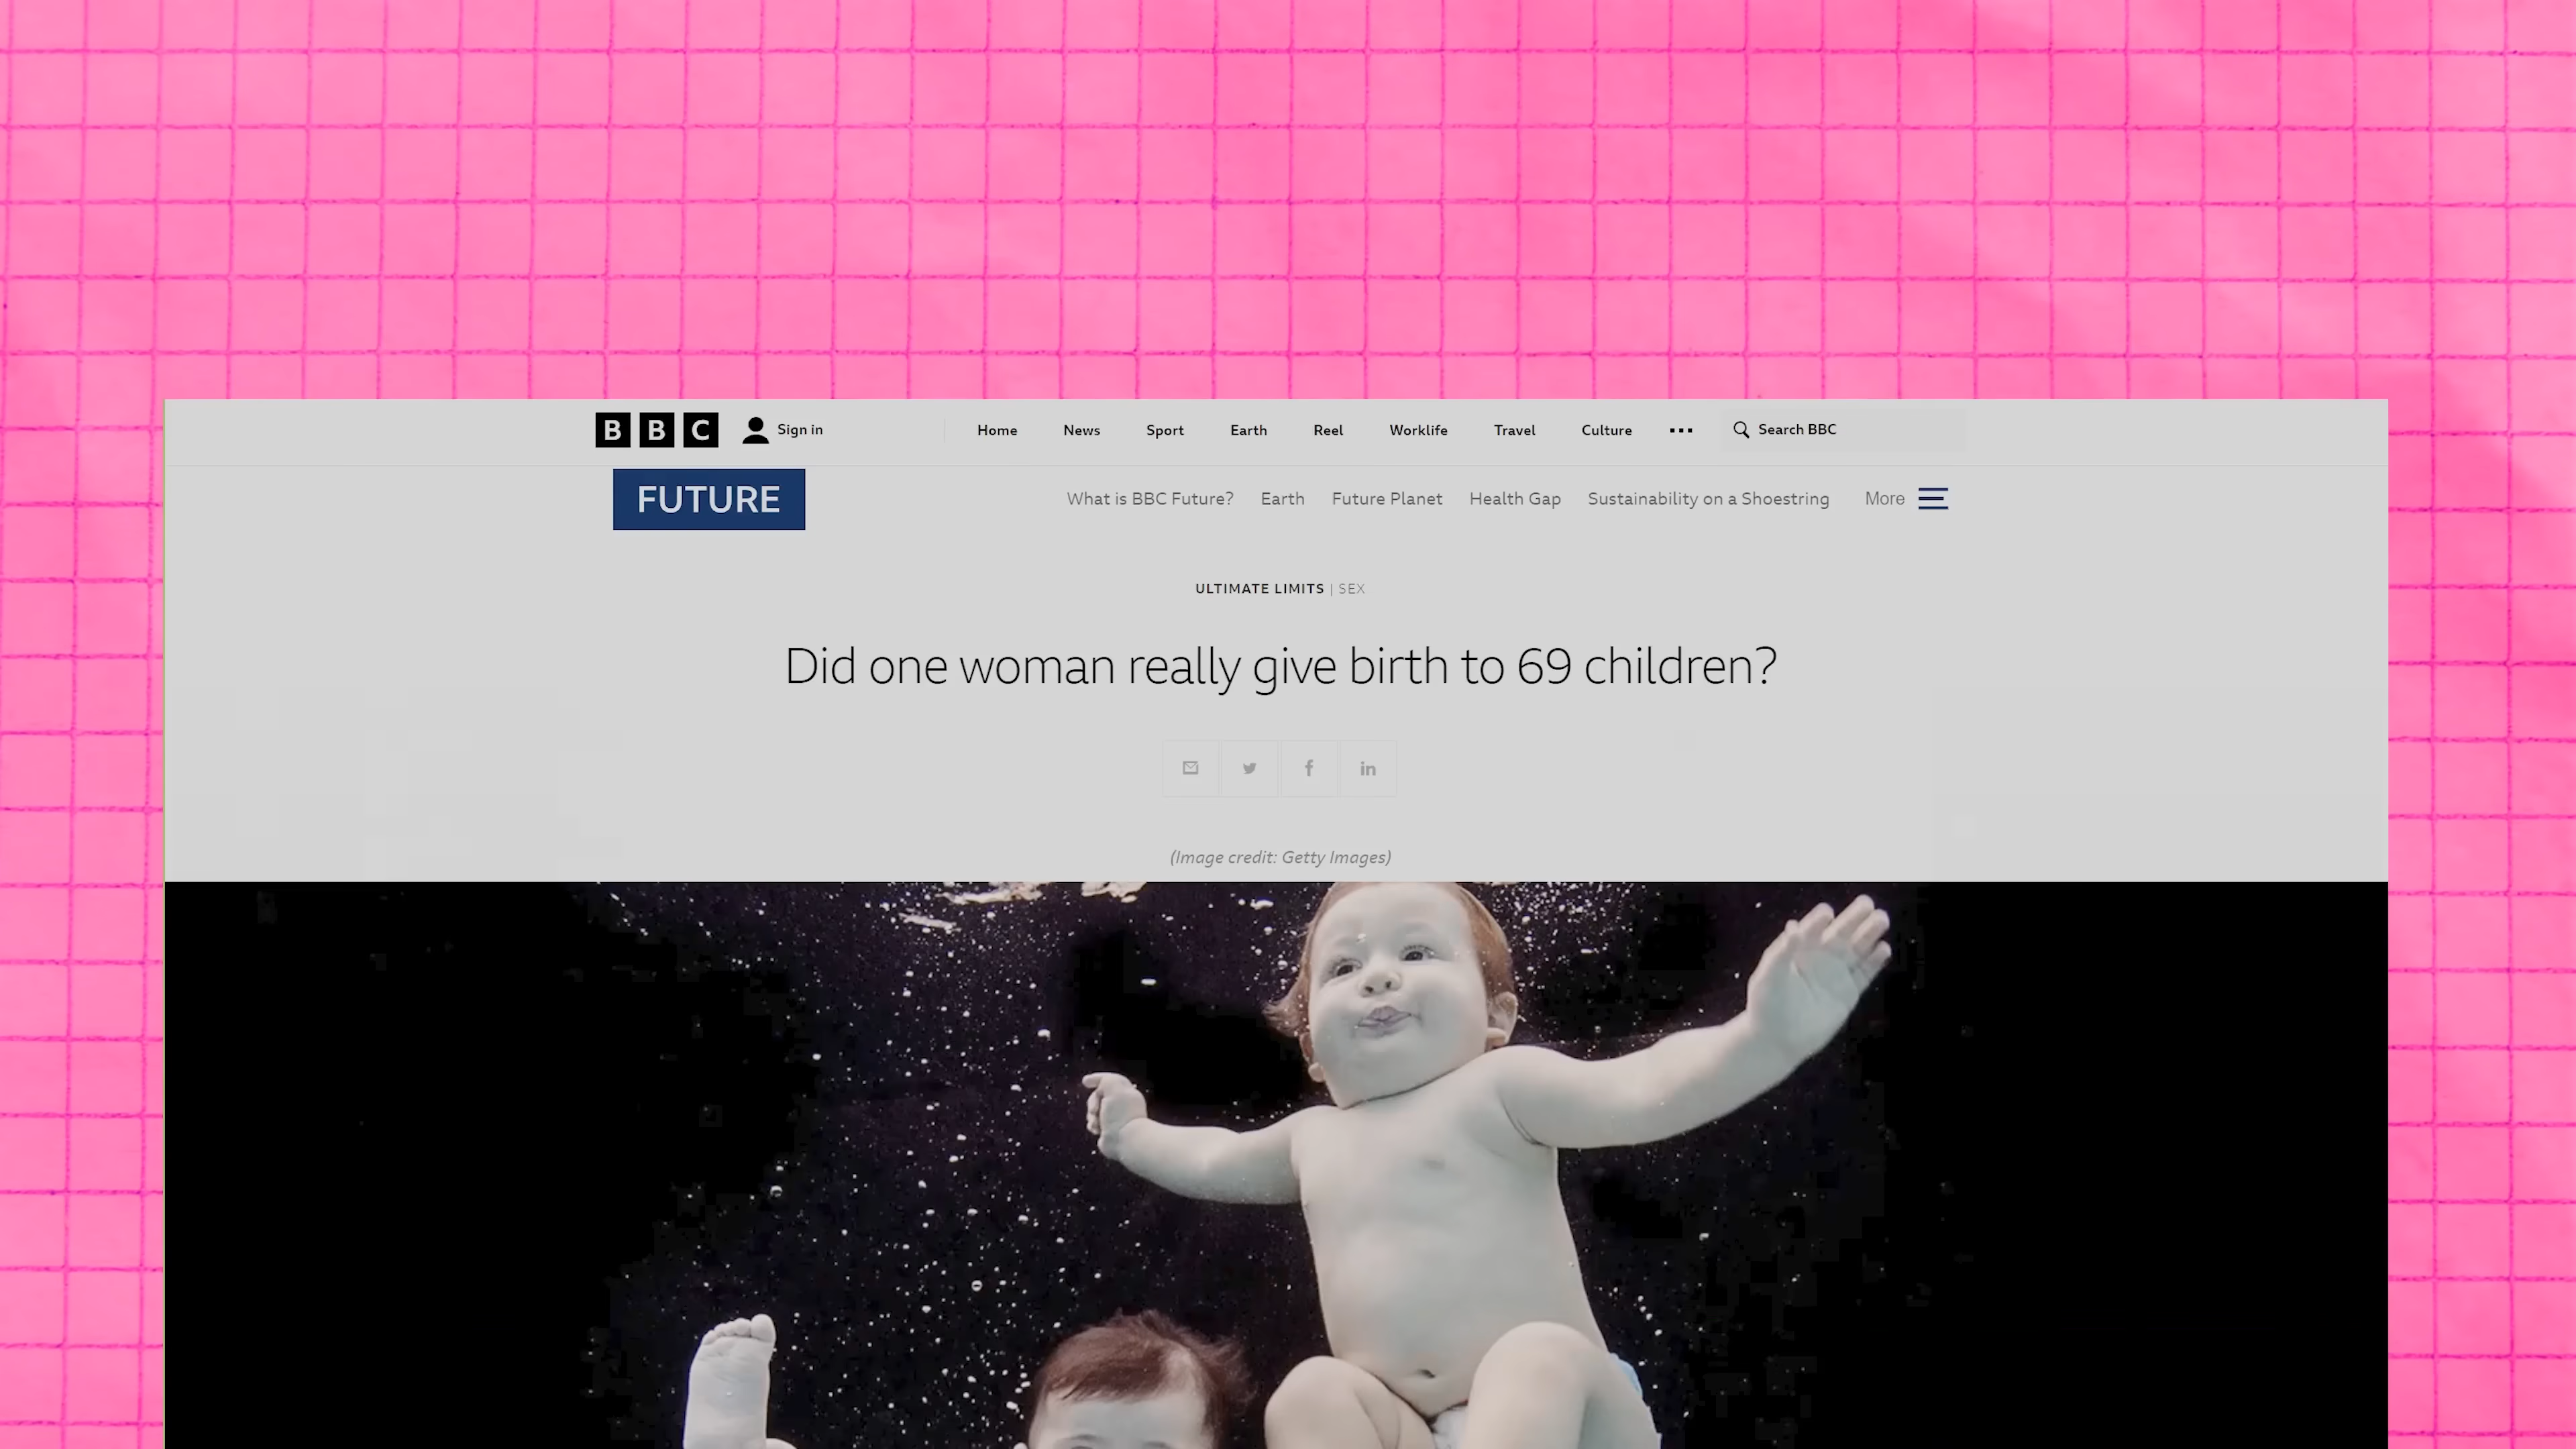 BBC Sign in Home News Sport Earth Reel Worklife Travel Culture ... Search BBC
FUTURE What is BBC Future? Earth Future Planet Health Gap Sustainability on a Shoestring More
ULTIMATE LIMITS | SEX
Did one woman really give birth to 69 children?
(Image credit: Getty Images)